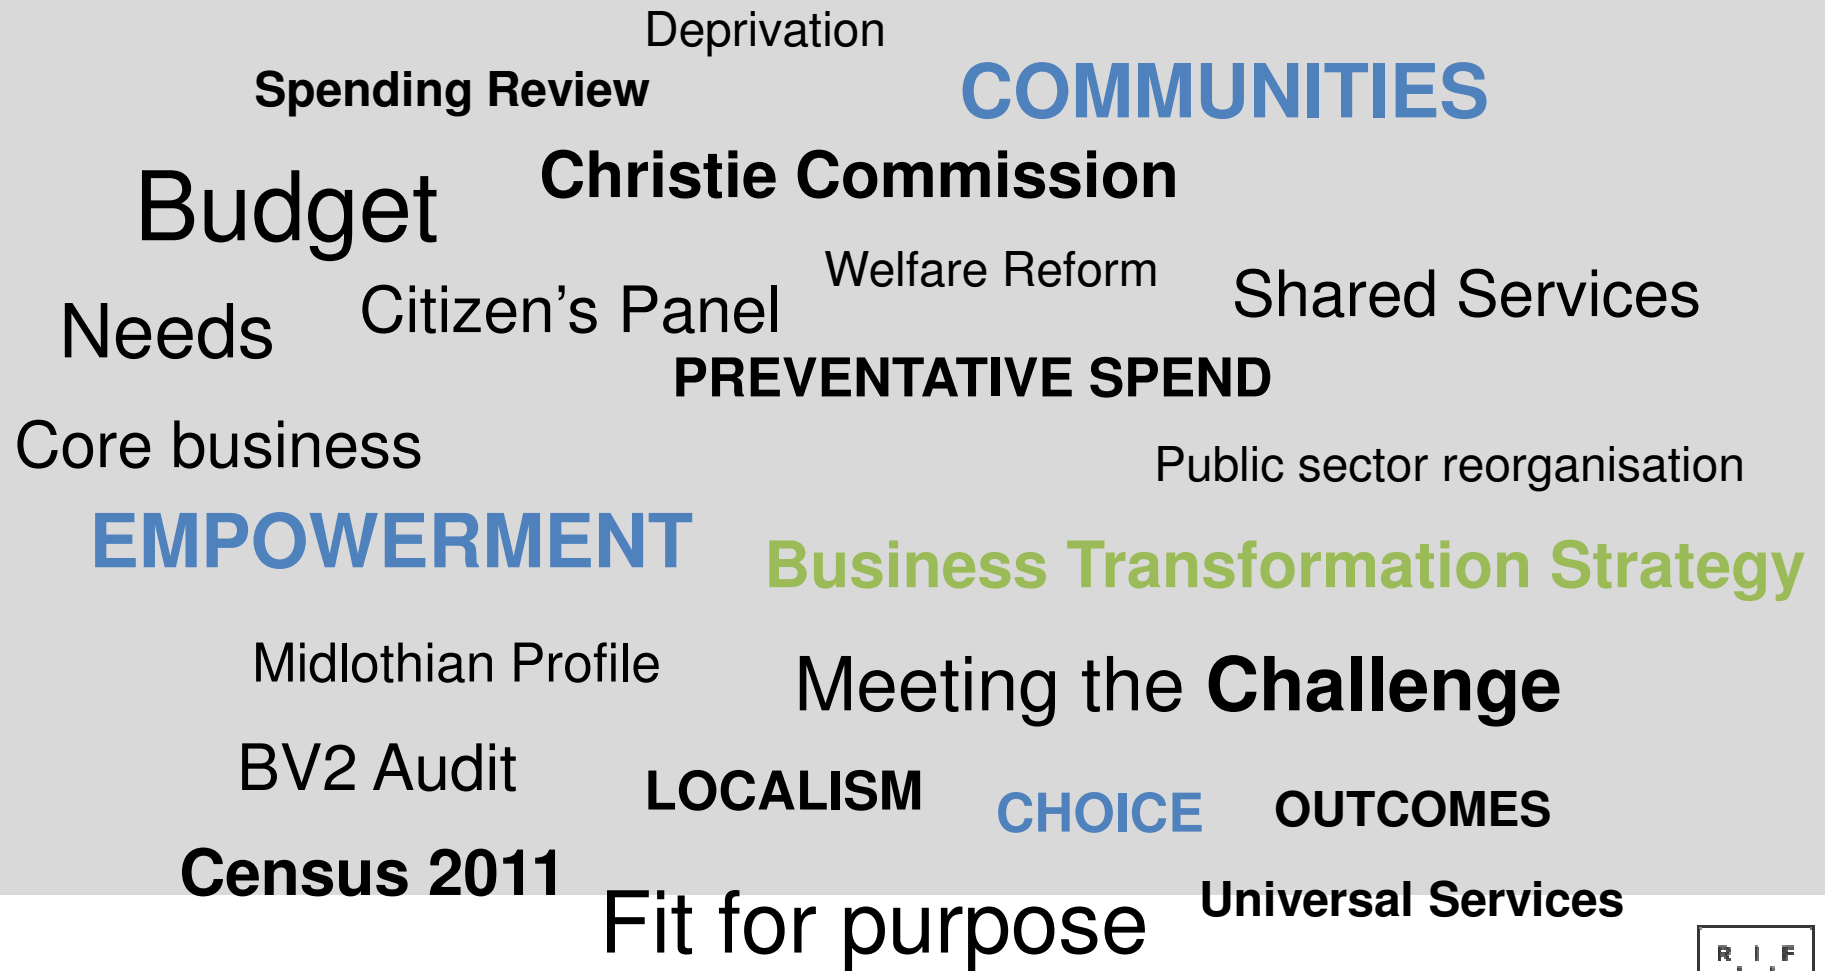 Deprivation
Spending Review
COMMUNITIES
Christie Commission
Budget
Welfare Reform
Shared Services
Citizen’s Panel
Needs
PREVENTATIVE SPEND
Core business
Public sector reorganisation
EMPOWERMENT
Business Transformation Strategy
Midlothian Profile
Meeting the Challenge
BV2 Audit
LOCALISM
CHOICE
OUTCOMES
Census 2011
Universal Services
Fit for purpose
R I F